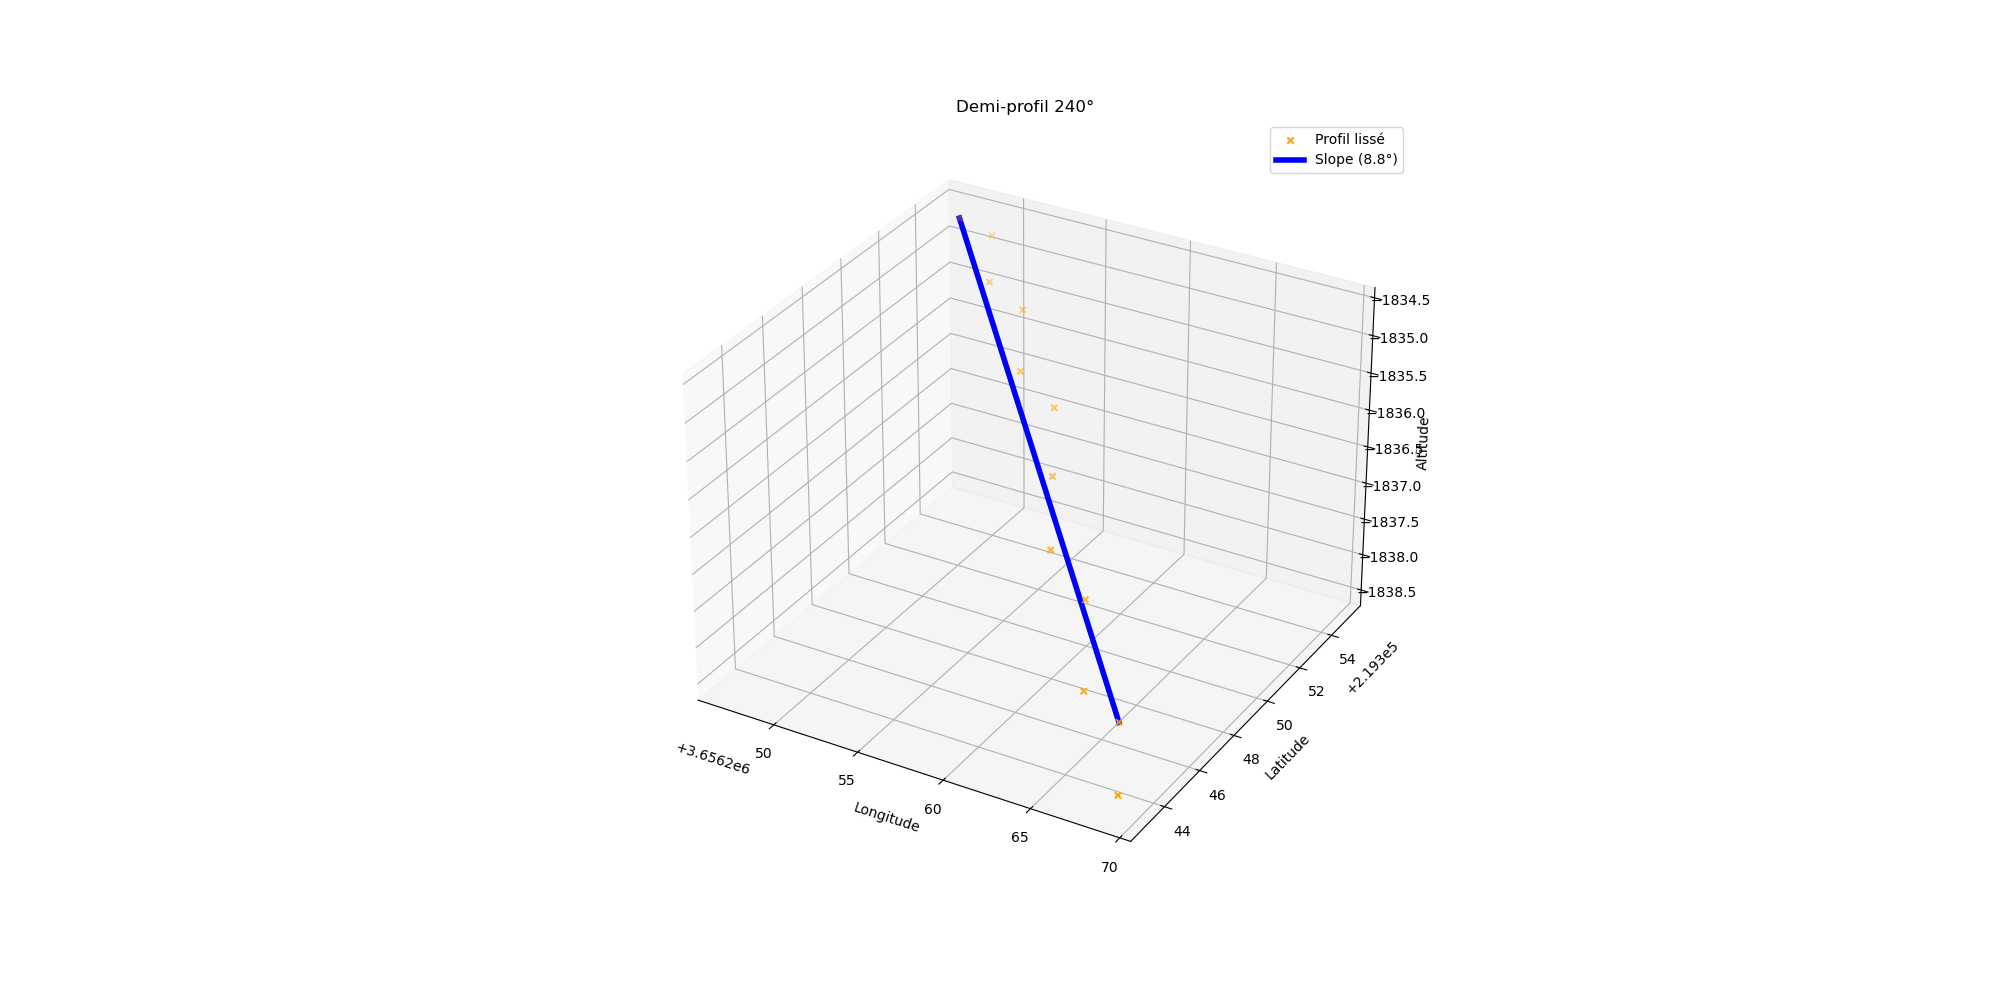 Demi-profil 240°
Profil lissé
Slope (8.8°)
−1834.5
−1835.0
−1835.5
−1836.0
−1836.5
−1837.0
−1837.5
−1838.0
−1838.5
Altitude
54
52
50
48
46
44
+2.193e5
Latitude
50
55
60
65
70
+3.6562e6
Longitude